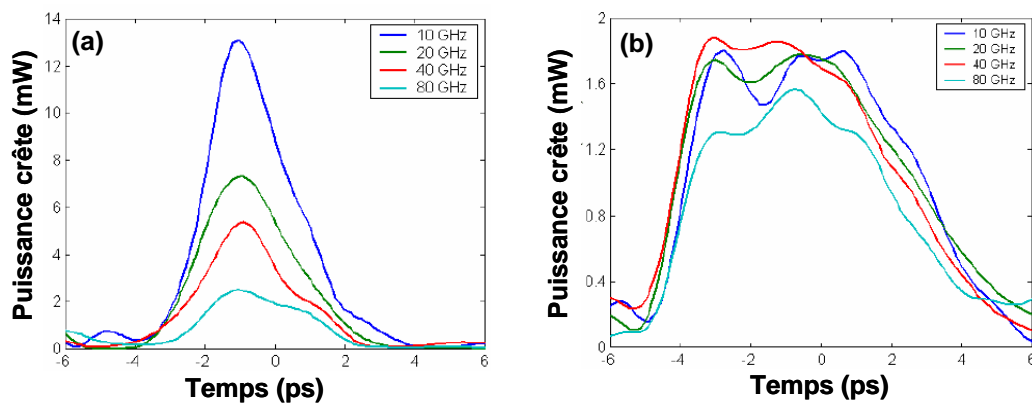 (a)
10 GHz
20 GHz
40 GHz
80 GHz
Puissance crête (mW)
14
12
10
8
6
4
2
0
-6 -4 -2 0 2 4 6
Temps (ps)
(b)
10 GHz
20 GHz
40 GHz
80 GHz
Puissance crête (mW)
2
1.6
1.2
0.8
0.4
0
-6 -4 -2 0 2 4 6
Temps (ps)